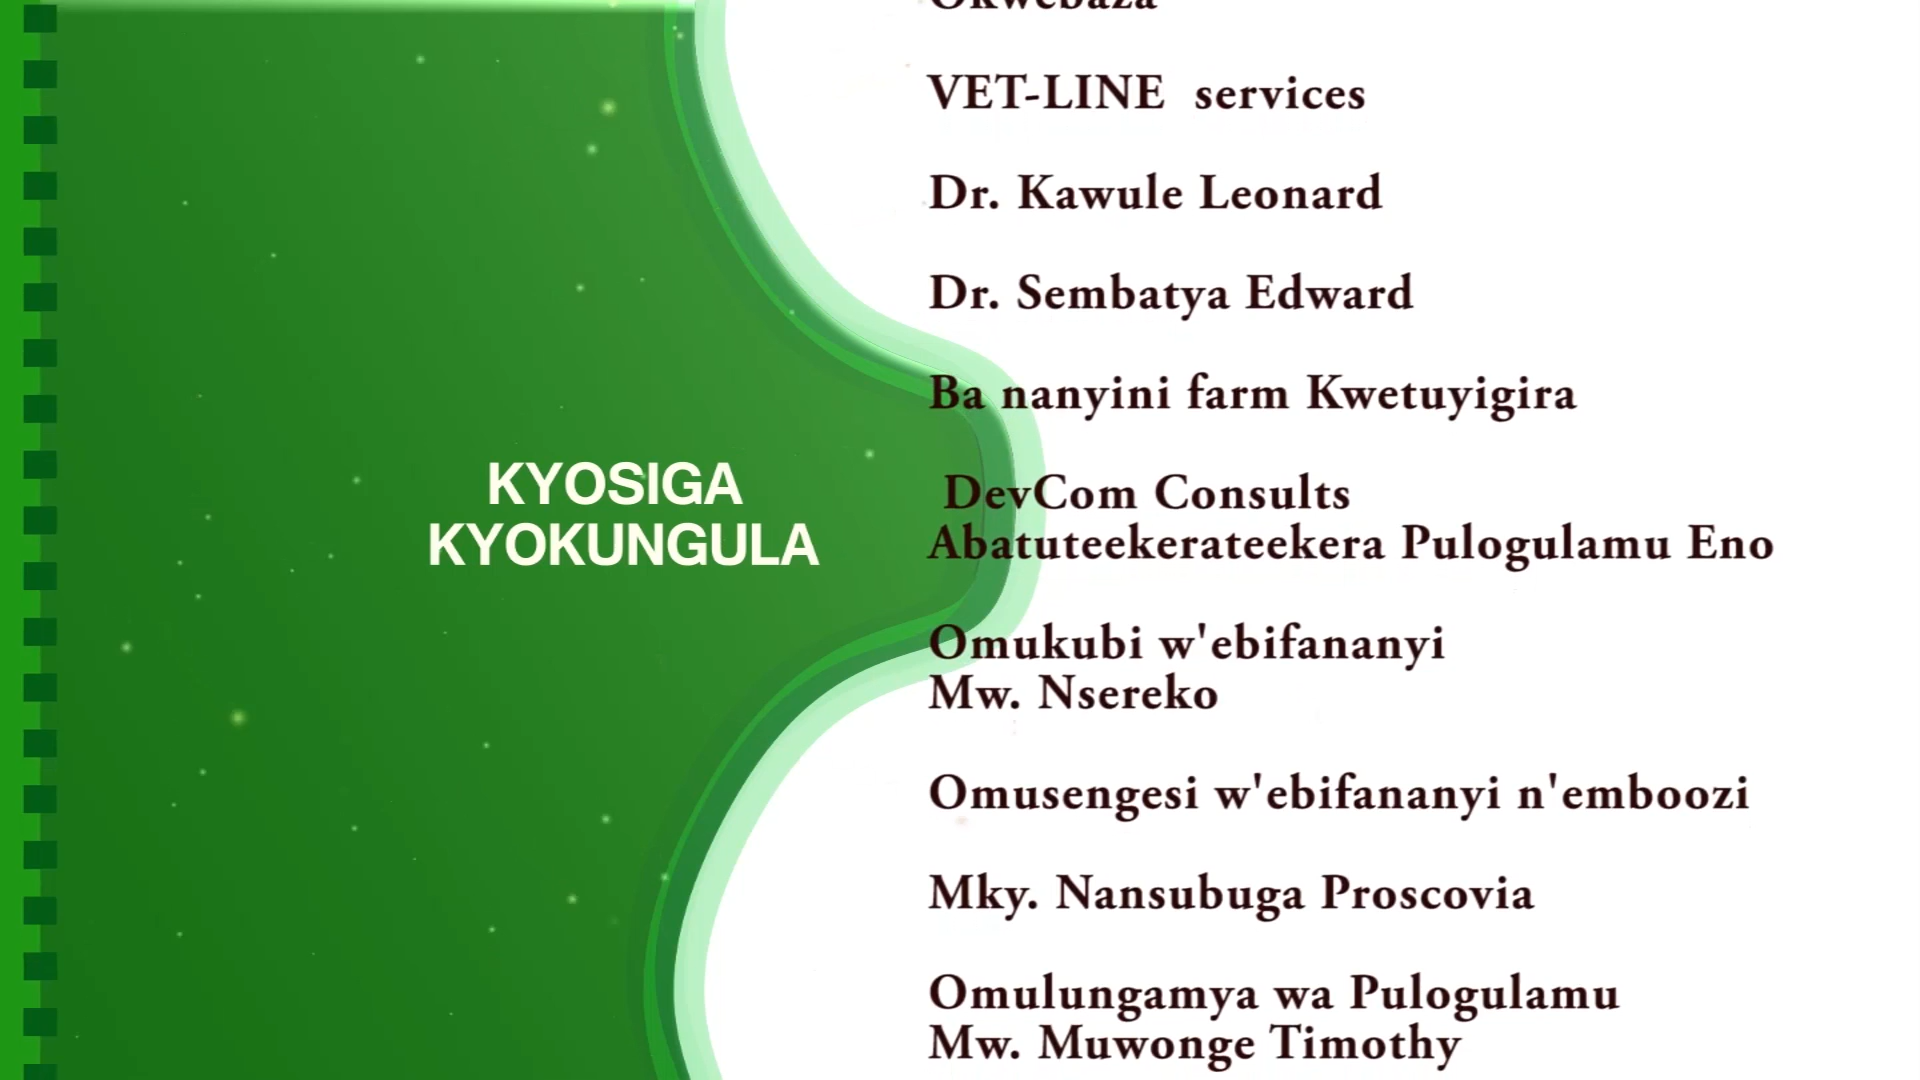 KYOSIGA
KYOKUNGULA
Okwebaza
VET-LINE services
Dr. Kawule Leonard
Dr. Sembatya Edward
Ba nanyini farm Kwetuyigira
DevCom Consults
Abatuteekerateekera Pulogulamu Eno
Omukubi w'ebifananyi
Mw. Nsereko
Omusengesi w'ebifananyi n'emboozi
Mky. Nansubuga Proscovia
Omulungamya wa Pulogulamu
Mw. Muwonge Timothy